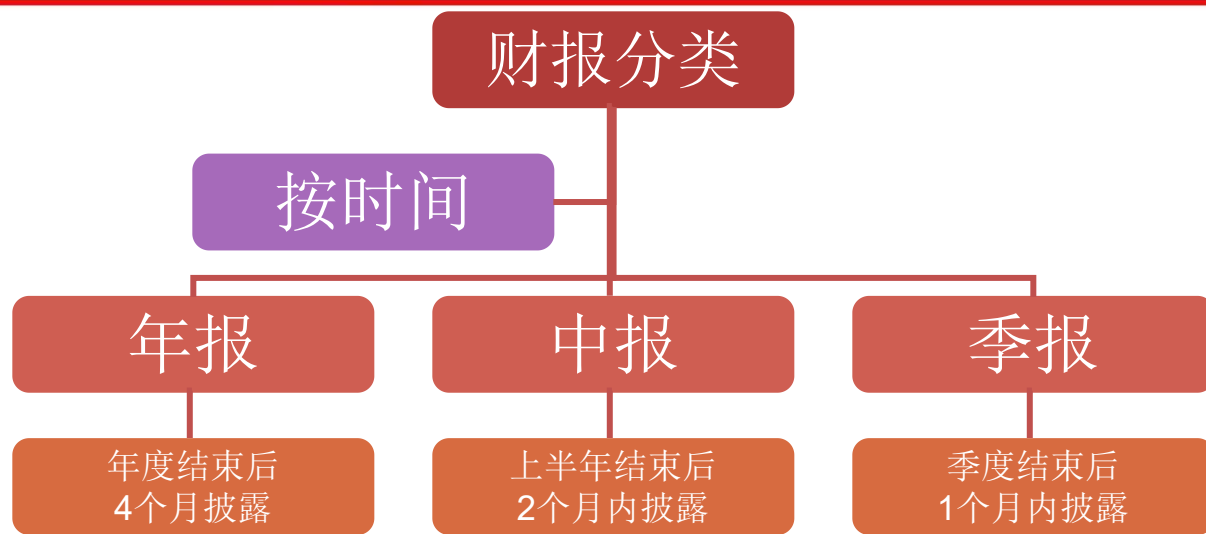 财报分类
按时间
年报
中报
季报
年度结束后
4个月披露
上半年结束后
2个月内披露
季度结束后
1个月内披露